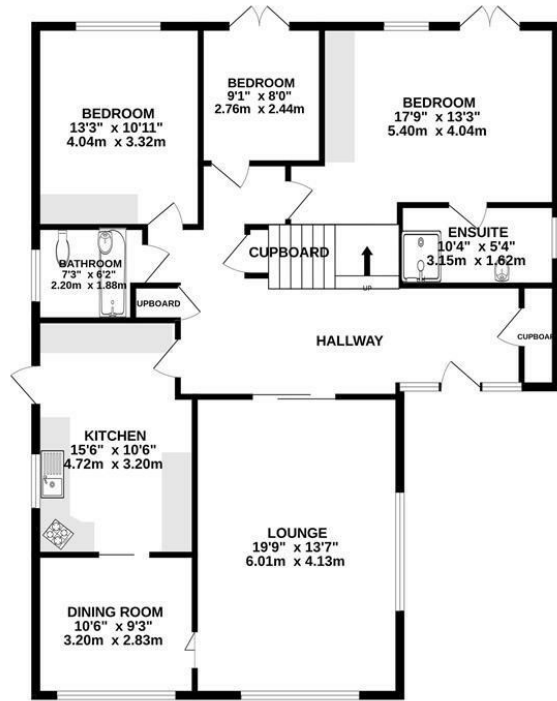 BEDROOM
13'3" x 10'11"
4.04m x 3.32m
BEDROOM
9'1" x 8'0"
2.76m x 2.44m
BEDROOM
17'9" x 13'3"
5.40m x 4.04m
BATHROOM
7'3" x 6'2"
2.20m x 1.88m
CUPBOARD
ENSUITE
10'4" x 5'4"
3.15m x 1.62m
UP
UPBOARD
HALLWAY
CUPBOAR
KITCHEN
15'6" x 10'6"
4.72m x 3.20m
LOUNGE
19'9" x 13'7"
6.01m x 4.13m
DINING ROOM
10'6" x 9'3"
3.20m x 2.83m